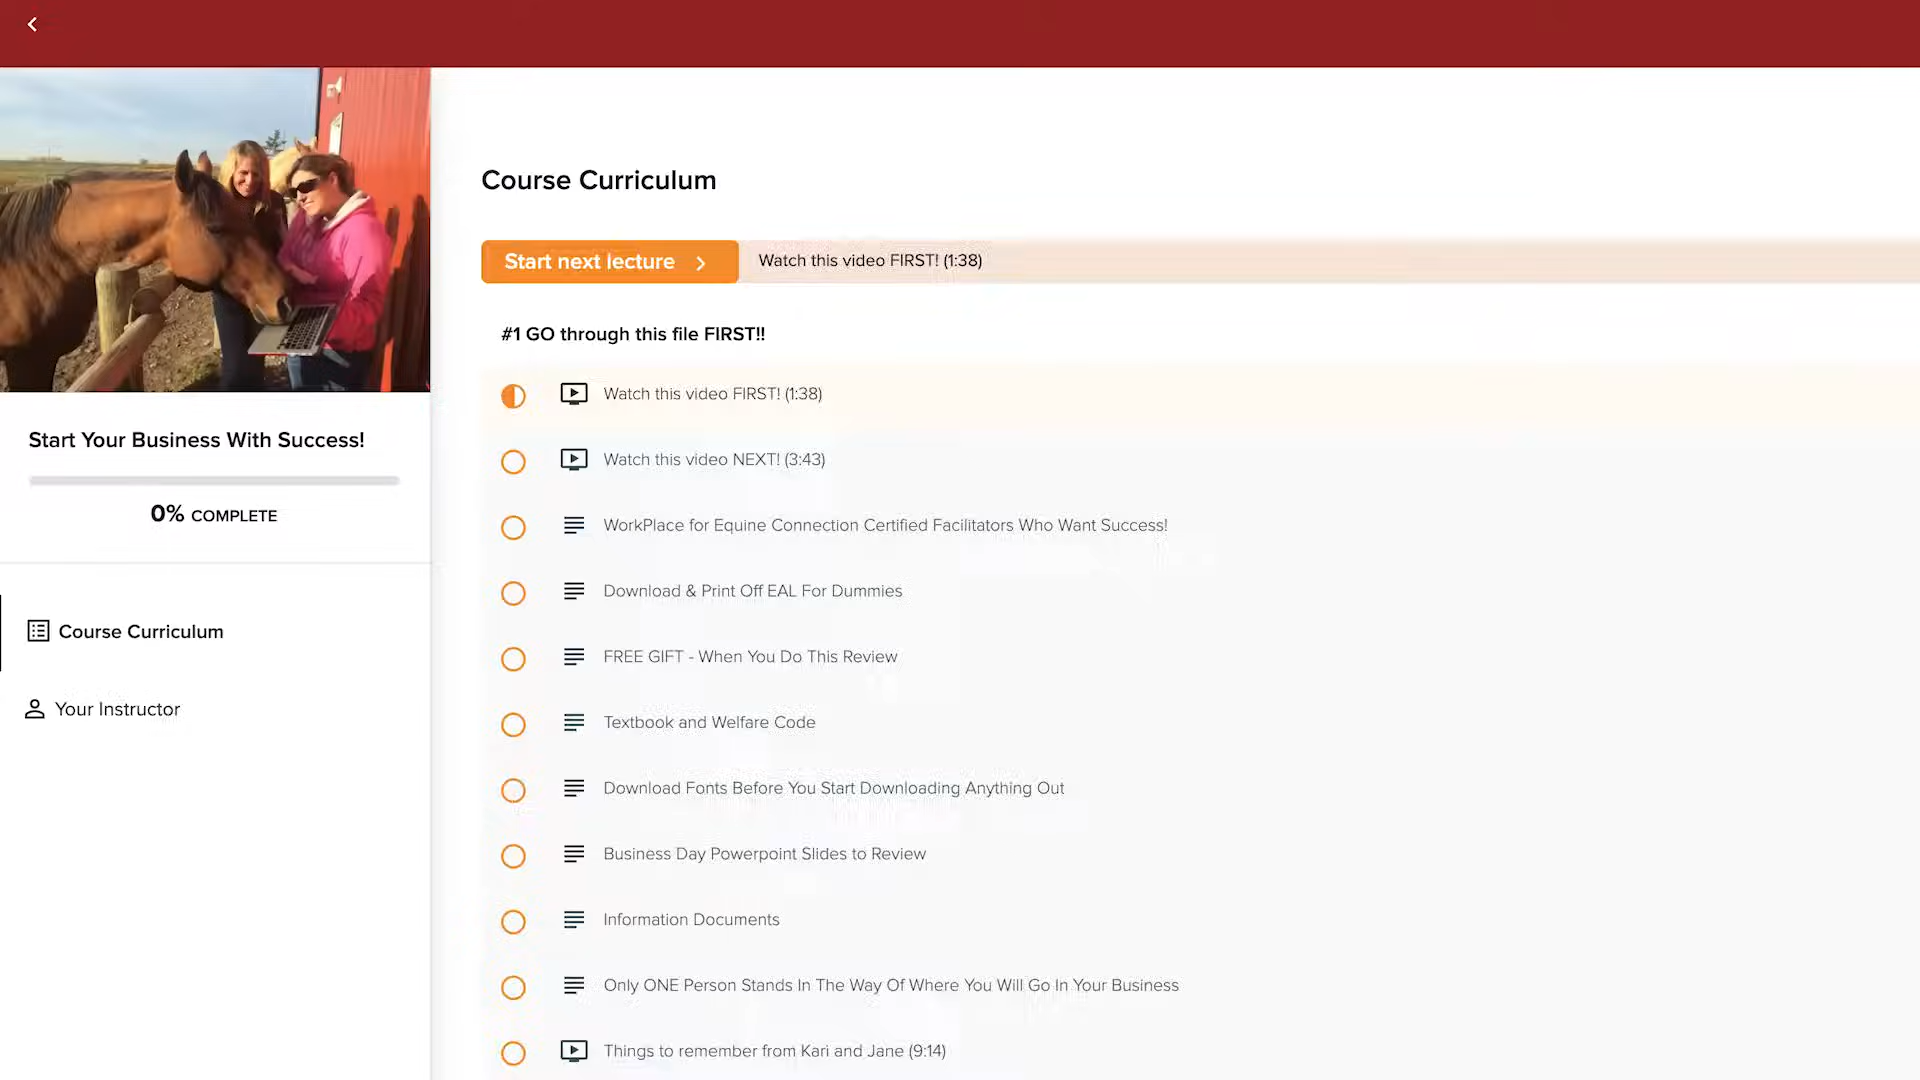 Start Your Business With Success!
0% COMPLETE
Course Curriculum
Your Instructor
Course Curriculum
Start next lecture
Watch this video FIRST! (1:38)
#1 GO through this file FIRST!!
Watch this video FIRST! (1:38)
Watch this video NEXT! (3:43)
WorkPlace for Equine Connection Certified Facilitators Who Want Success!
Download & Print Off EAL For Dummies
FREE GIFT - When You Do This Review
Textbook and Welfare Code
Download Fonts Before You Start Downloading Anything Out
Business Day Powerpoint Slides to Review
Information Documents
Only ONE Person Stands In The Way Of Where You Will Go In Your Business
Things to remember from Kari and Jane (9:14)